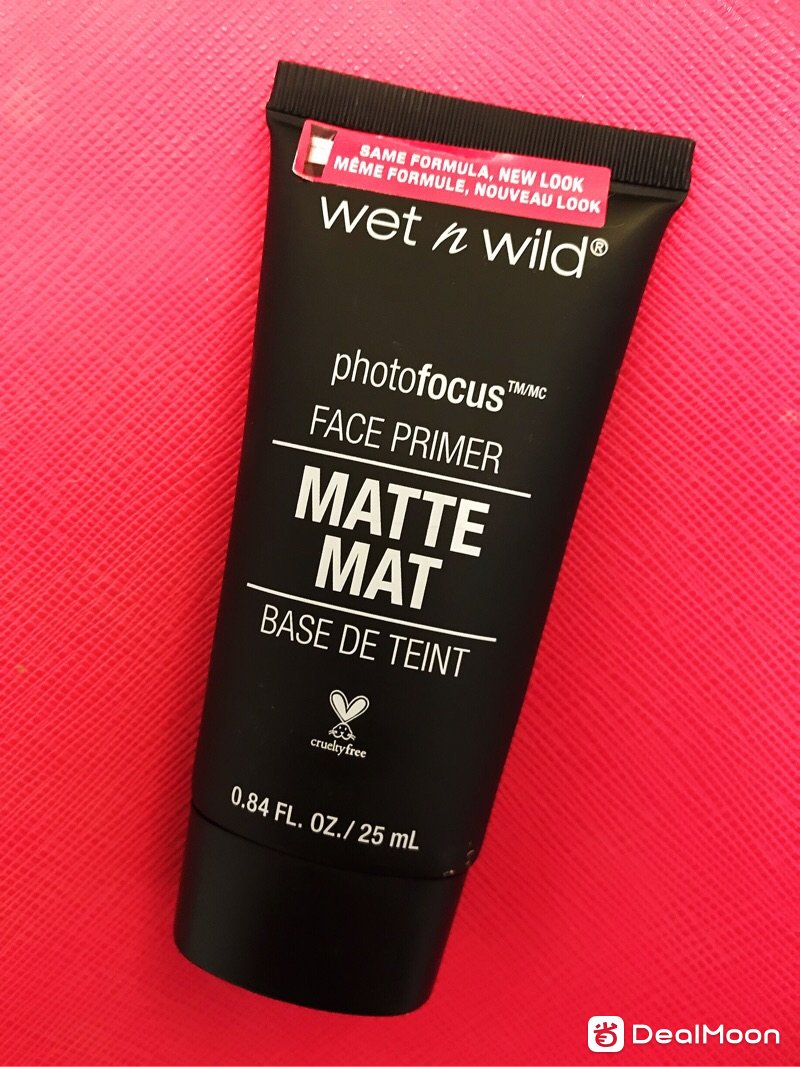 SAME FORMULA, NEW LOOK
MÊME FORMULE, NOUVEAU LOOK
wet n wild®
photofocus™/MC
FACE PRIMER
MATTE
MAT
BASE DE TEINT
crueltyfree
0.84 FL. OZ./ 25 mL
DealMoon